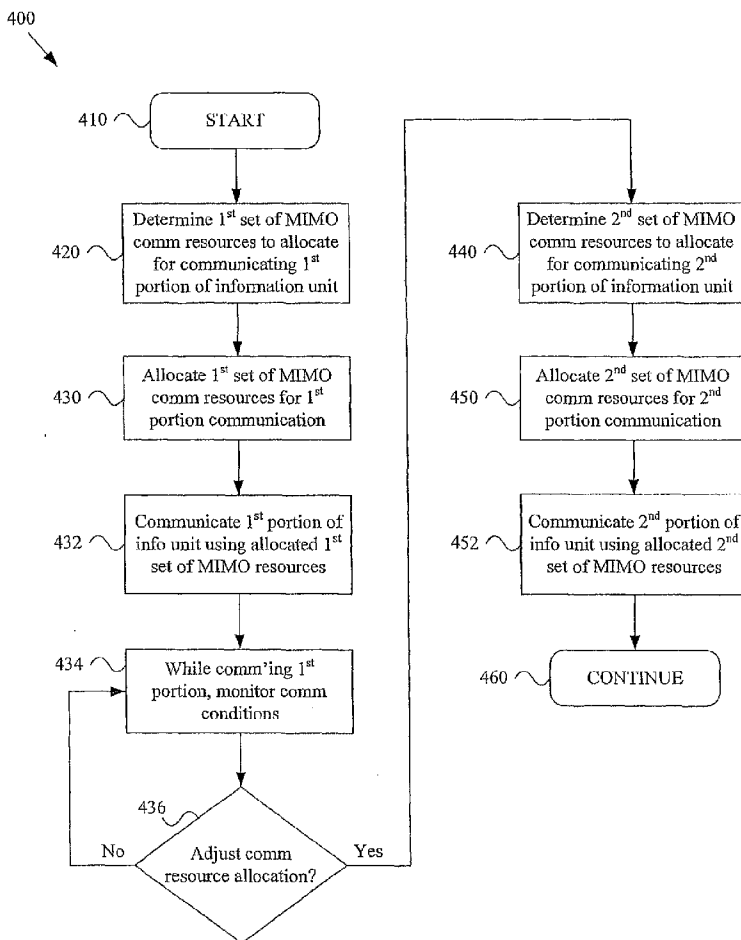 400
410
START
420
Determine 1st set of MIMO
comm resources to allocate
for communicating 1st
portion of information unit
430
Allocate 1st set of MIMO
comm resources for 1st
portion communication
432
Communicate 1st portion of
info unit using allocated 1st
set of MIMO resources
434
While comm'ing 1st
portion, monitor comm
conditions
436
Adjust comm
resource allocation?
No
Yes
440
Determine 2nd set of MIMO
comm resources to allocate
for communicating 2nd
portion of information unit
450
Allocate 2nd set of MIMO
comm resources for 2nd
portion communication
452
Communicate 2nd portion of
info unit using allocated 2nd
set of MIMO resources
460
CONTINUE